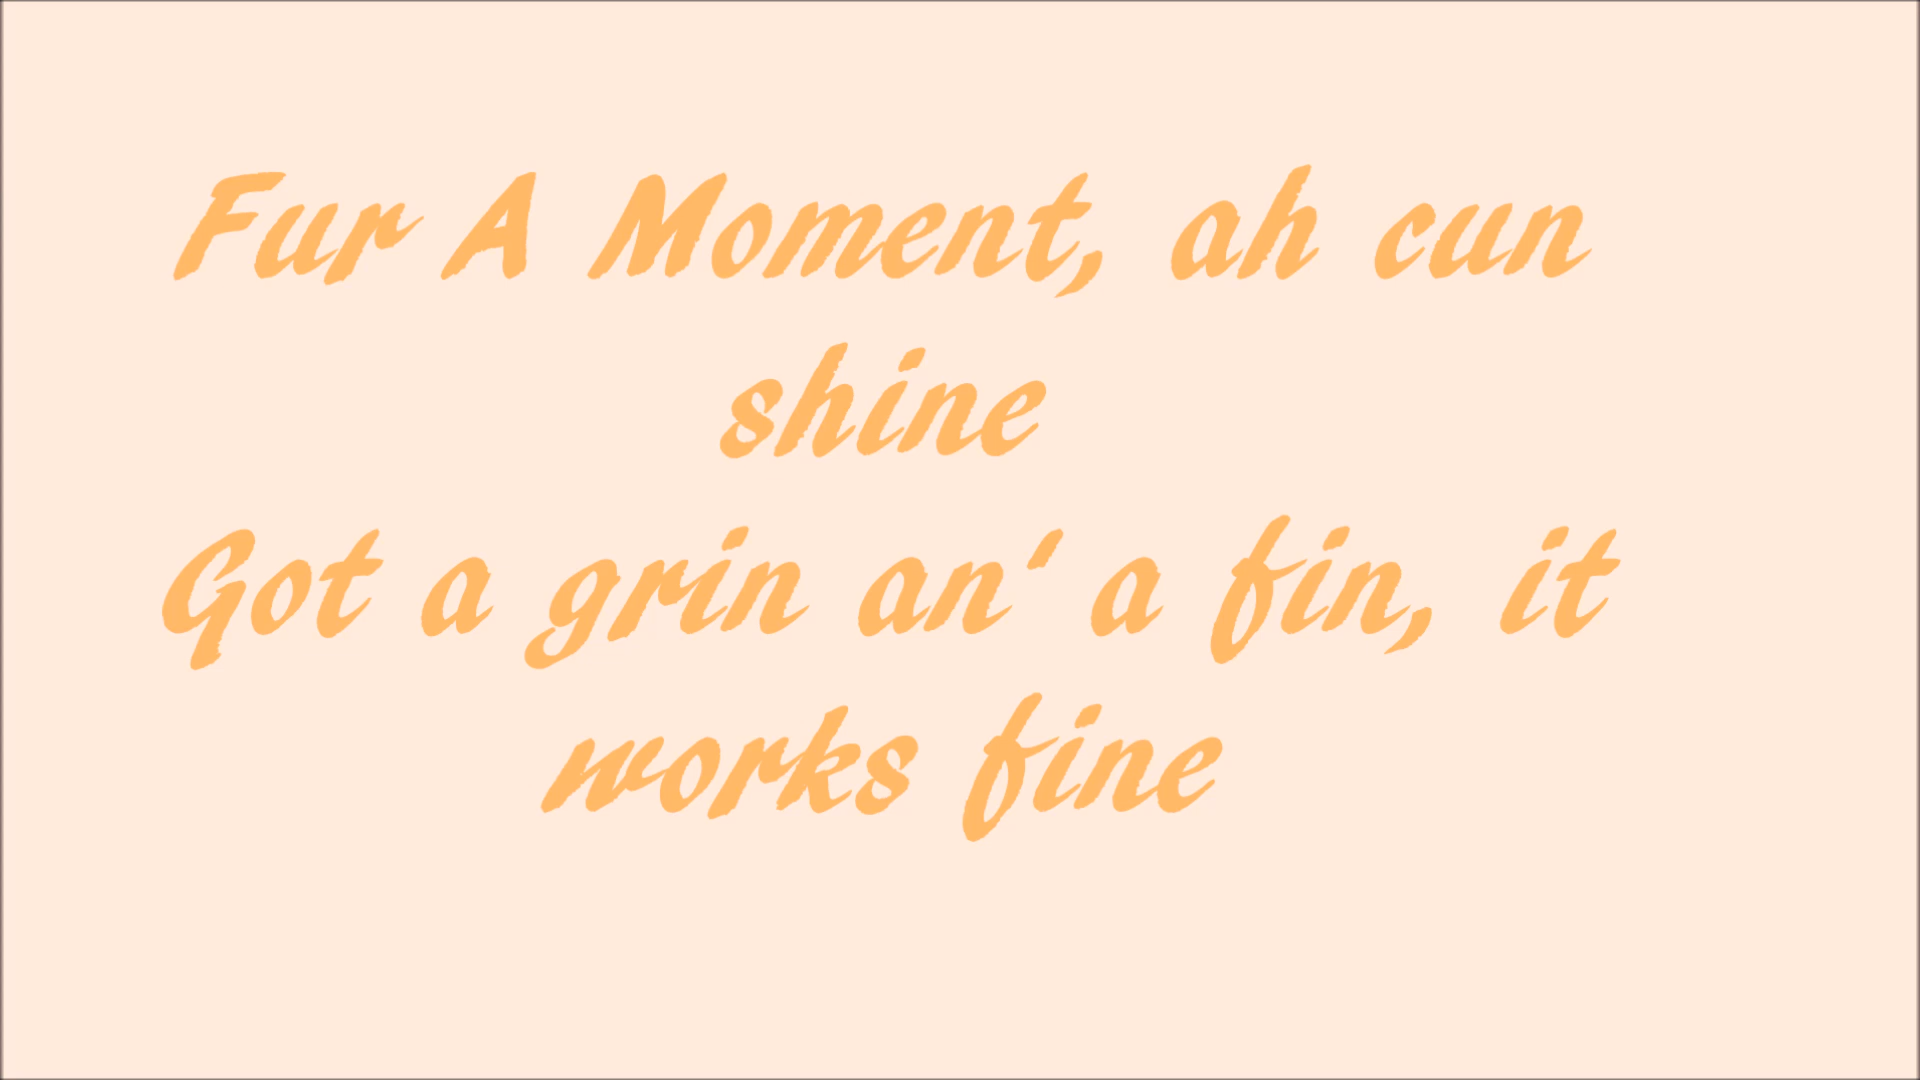 Fur A Moment, ah cun
shine
Got a grin an' a fin, it
works fine